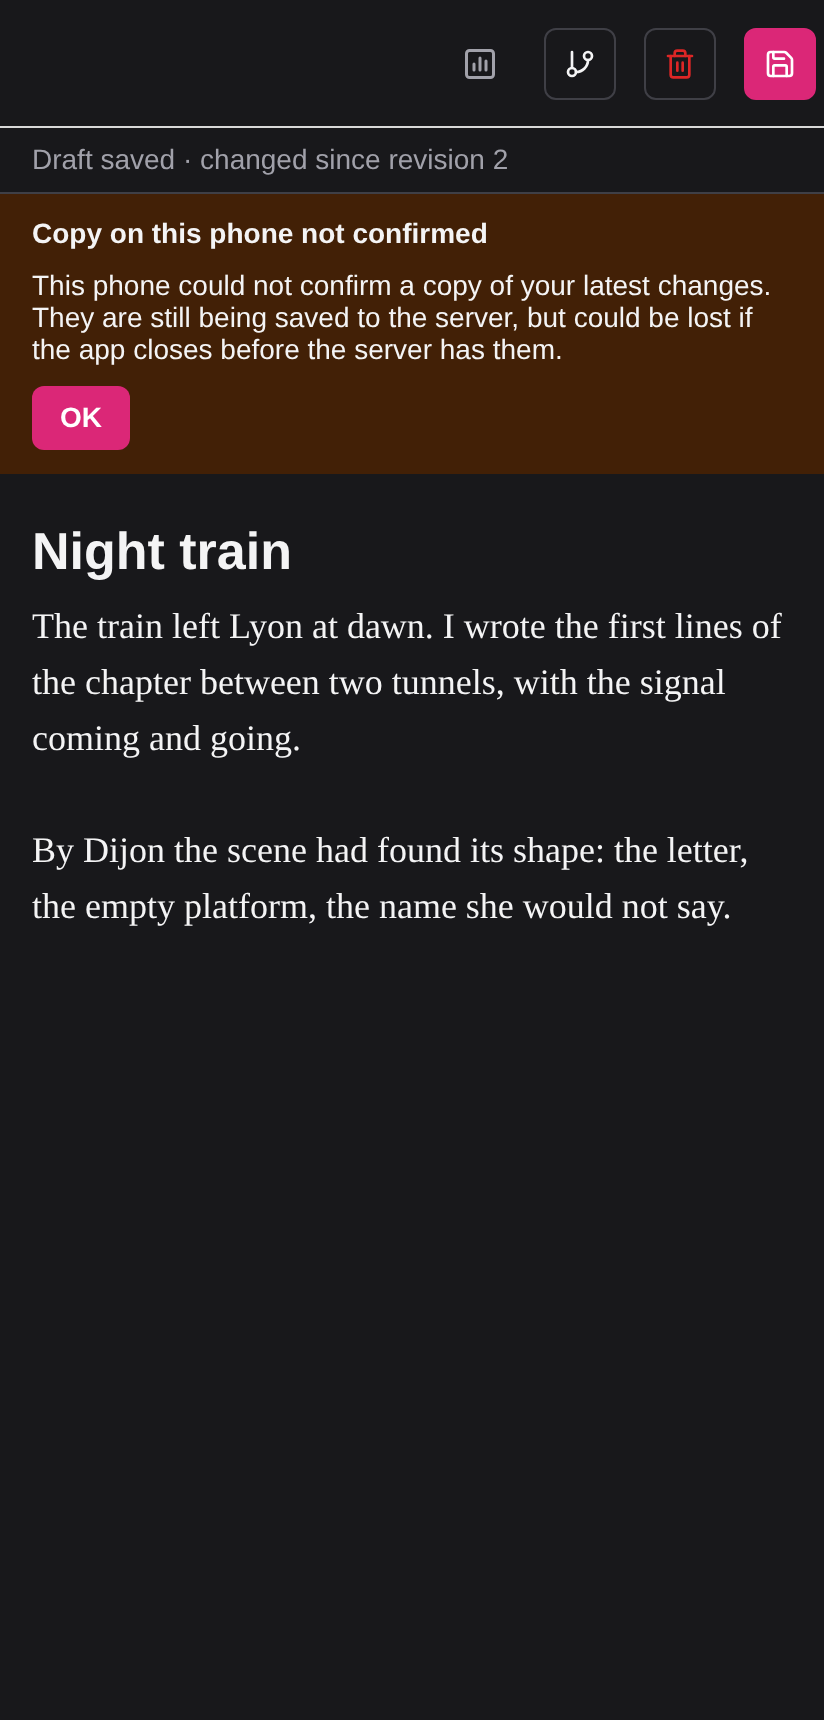 Draft saved · changed since revision 2
Copy on this phone not confirmed
This phone could not confirm a copy of your latest changes.
They are still being saved to the server, but could be lost if
the app closes before the server has them.
OK
Night train
The train left Lyon at dawn. I wrote the first lines of
the chapter between two tunnels, with the signal
coming and going.
By Dijon the scene had found its shape: the letter,
the empty platform, the name she would not say.